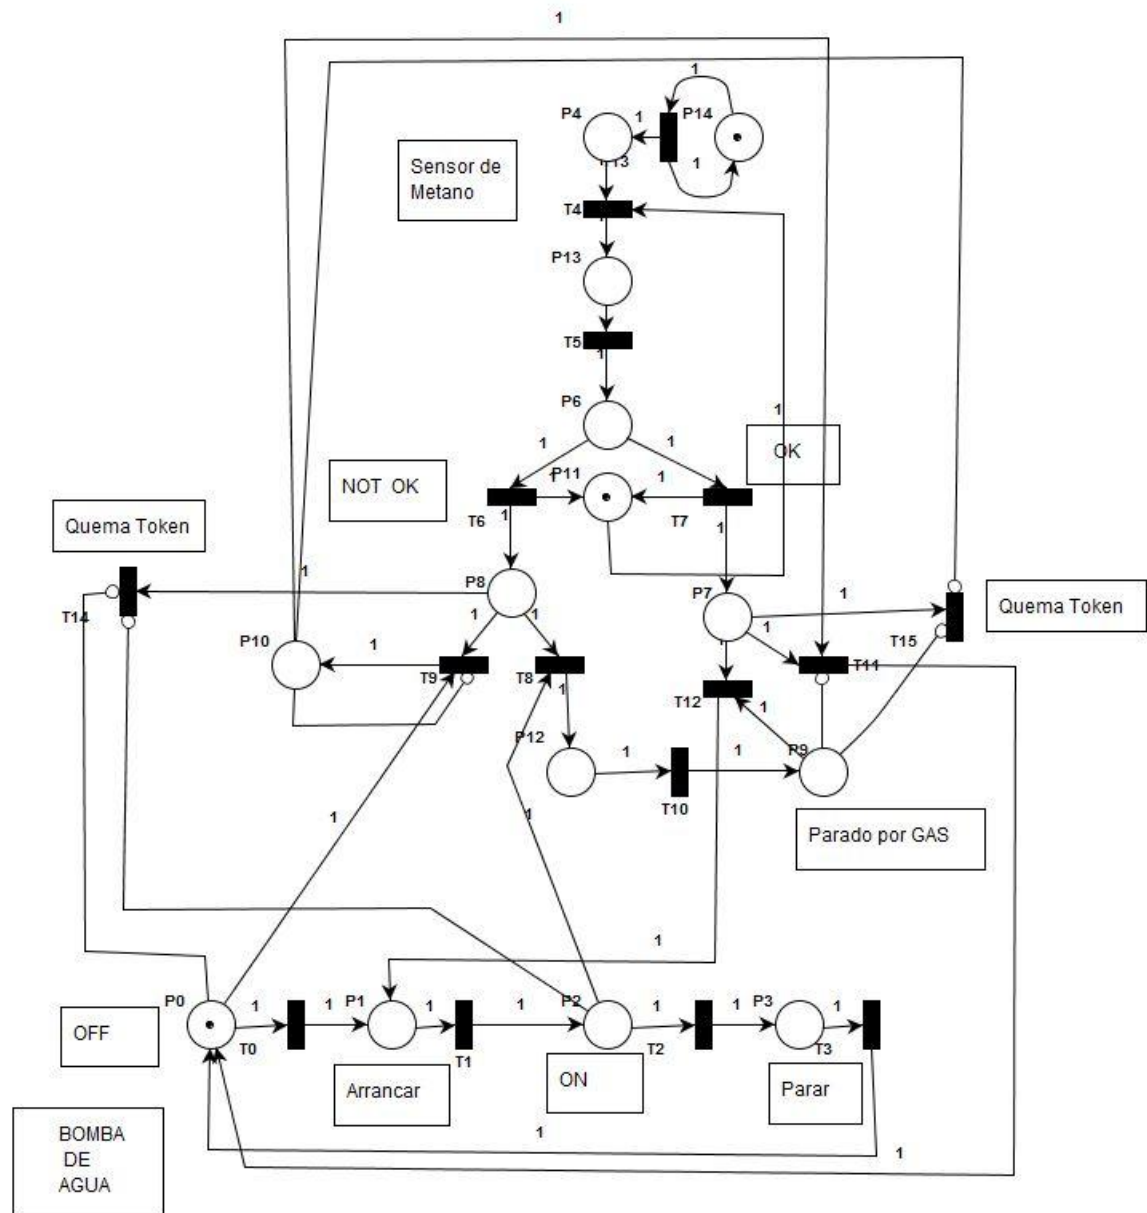 1
1
P4
1
P14
T13
1
Sensor de
Metano
T4
P13
T5
1
P6
1
1
1
OK
NOT OK
1
P11
1
T6
1
T7
1
Quema Token
1
P8
P7
1
Quema Token
T14
P10
1
1
1
1
T15
1
T9
T8
1
T11
T12
1
P12
1
1
P9
T10
1
1
Parado por GAS
1
P0
1
1
P1
1
1
P2
1
1
P3
1
OFF
T0
T1
T2
T3
Arrancar
ON
Parar
BOMBA
DE
AGUA
1
1